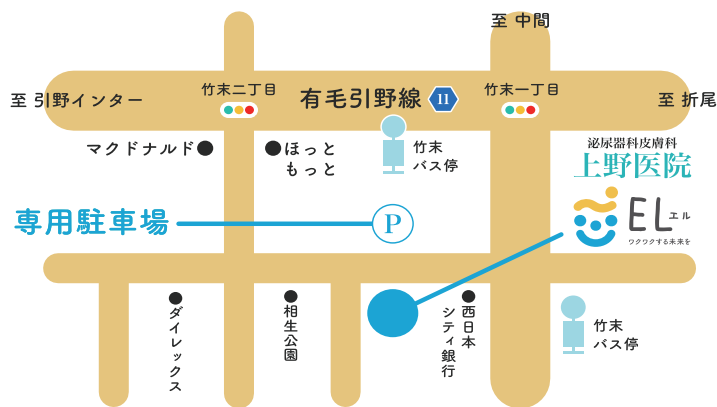 至 中間
至 引野インター
竹末二丁目
有毛引野線
11
竹末一丁目
至 折尾
マクドナルド
ほっと
もっと
竹末
バス停
泌尿器科皮膚科
上野医院
専用駐車場
P
EL
エル
ワクワクする未来を
ダイレックス
相生公園
西日本
シティ銀行
竹末
バス停